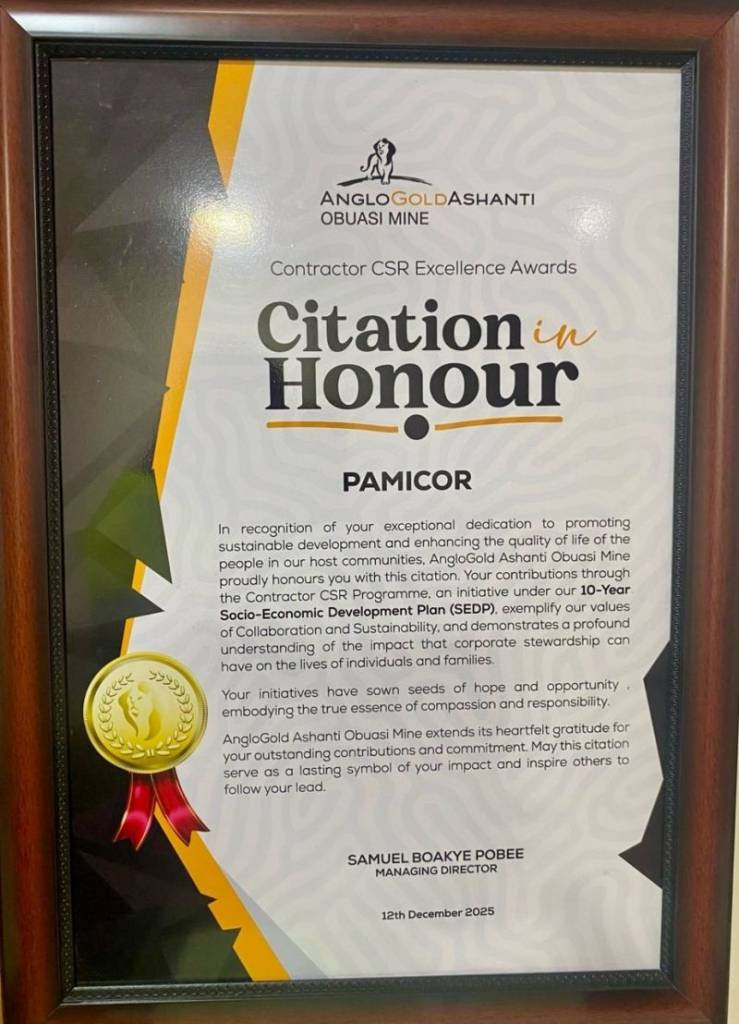 ANGLOGOLDASHANTI
OBUASI MINE
Contractor CSR Excellence Awards
Citation in
Honour
PAMICOR
In recognition of your exceptional dedication to promoting
sustainable development and enhancing the quality of life of the
people in our host communities, AngloGold Ashanti Obuasi Mine
proudly honours you with this citation. Your contributions through
the Contractor CSR Programme, an initiative under our 10-Year
Socio-Economic Development Plan (SEDP), exemplify our values
of Collaboration and Sustainability, and demonstrates a profound
understanding of the impact that corporate stewardship can
have on the lives of individuals and families.
Your initiatives have sown seeds of hope and opportunity ,
embodying the true essence of compassion and responsibility.
AngloGold Ashanti Obuasi Mine extends its heartfelt gratitude for
your outstanding contributions and commitment. May this citation
serve as a lasting symbol of your impact and inspire others to
follow your lead.
SAMUEL BOAKYE POBEE
MANAGING DIRECTOR
12th December 2025